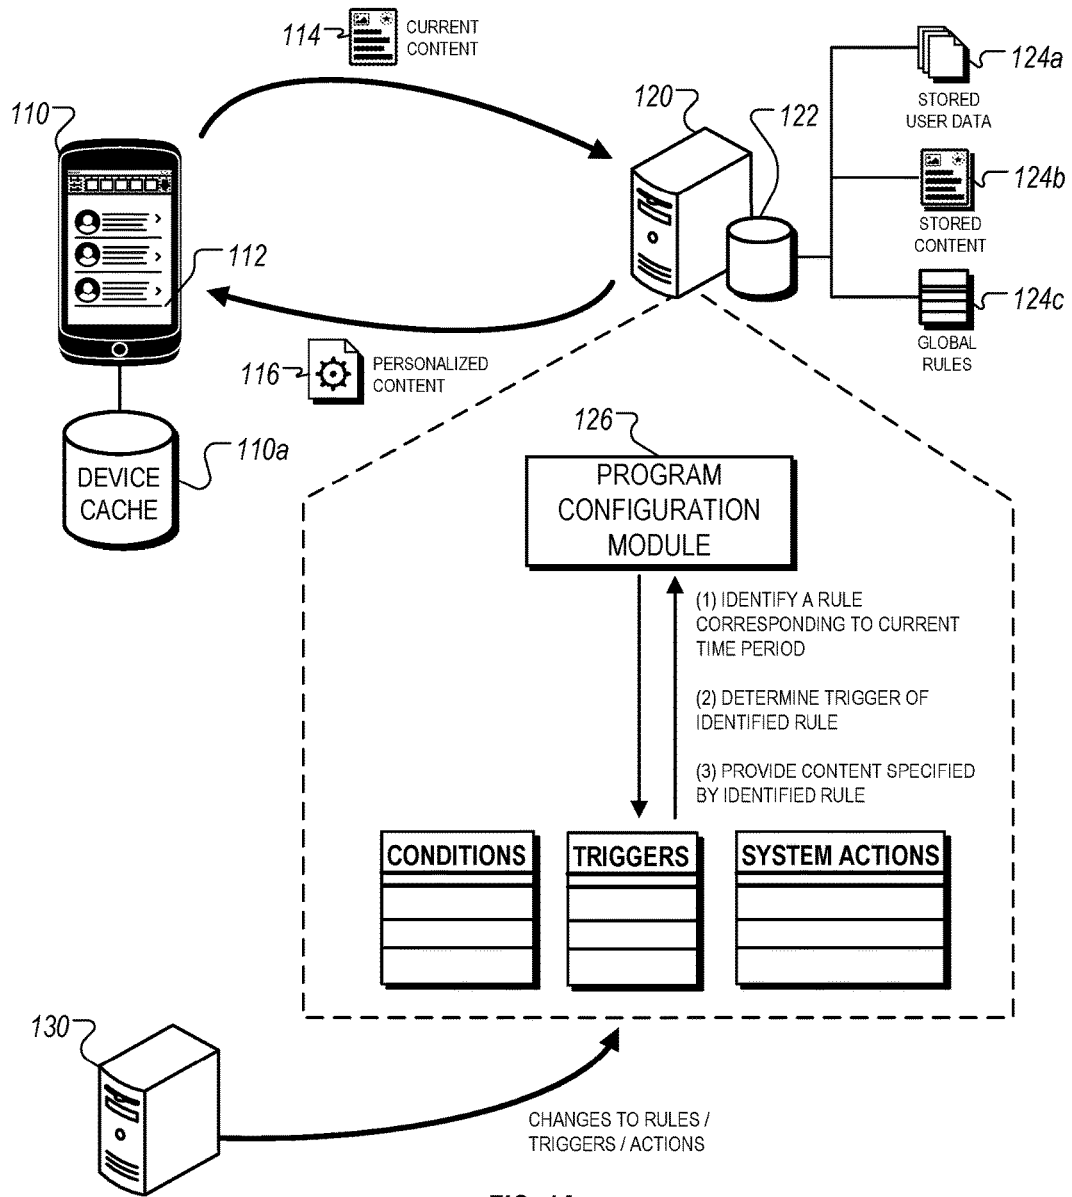 114
CURRENT
CONTENT
110
120
122
124a
STORED
USER DATA
124b
STORED
CONTENT
112
124c
GLOBAL
RULES
116
PERSONALIZED
CONTENT
110a
DEVICE
CACHE
126
PROGRAM
CONFIGURATION
MODULE
(1) IDENTIFY A RULE
CORRESPONDING TO CURRENT
TIME PERIOD
(2) DETERMINE TRIGGER OF
IDENTIFIED RULE
(3) PROVIDE CONTENT SPECIFIED
BY IDENTIFIED RULE
CONDITIONS
TRIGGERS
SYSTEM ACTIONS
130
CHANGES TO RULES /
TRIGGERS / ACTIONS